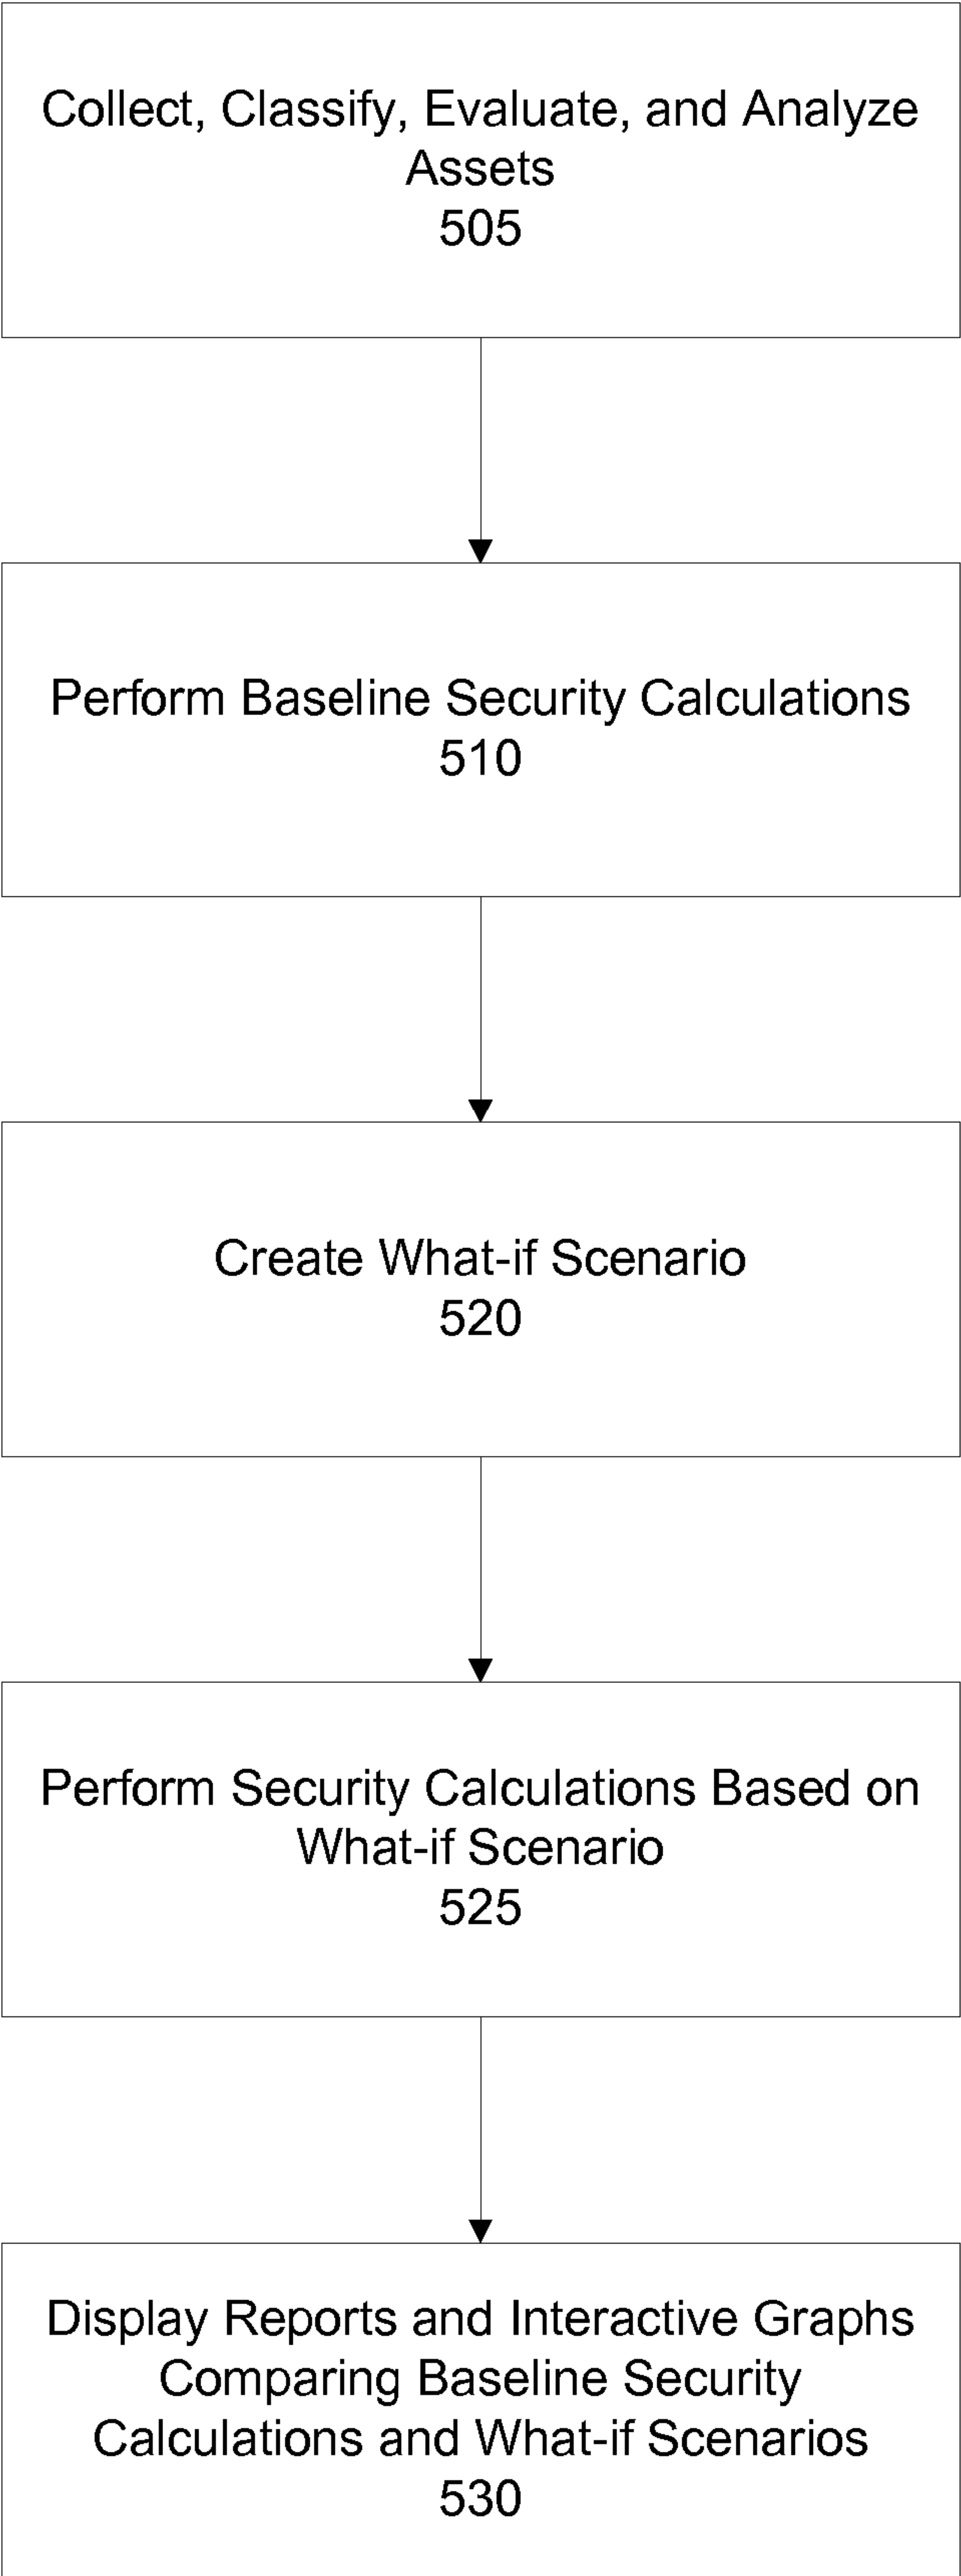 Collect, Classify, Evaluate, and Analyze
Assets
505
Perform Baseline Security Calculations
510
Create What-if Scenario
520
Perform Security Calculations Based on
What-if Scenario
525
Display Reports and Interactive Graphs
Comparing Baseline Security
Calculations and What-if Scenarios
530